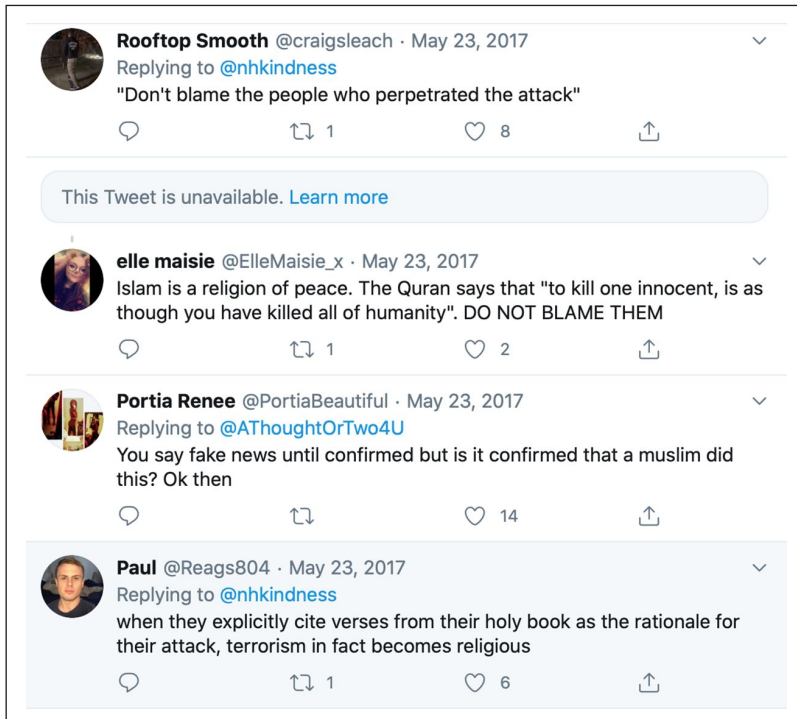 Rooftop Smooth @craigsleach · May 23, 2017
Replying to @nhkindness
"Don't blame the people who perpetrated the attack"
1 8
This Tweet is unavailable. Learn more
elle maisie @ElleMaisie_x · May 23, 2017
Islam is a religion of peace. The Quran says that "to kill one innocent, is as
though you have killed all of humanity". DO NOT BLAME THEM
1 2
Portia Renee @PortiaBeautiful · May 23, 2017
Replying to @AThoughtOrTwo4U
You say fake news until confirmed but is it confirmed that a muslim did
this? Ok then
14
Paul @Reags804 · May 23, 2017
Replying to @nhkindness
when they explicitly cite verses from their holy book as the rationale for
their attack, terrorism in fact becomes religious
1 6